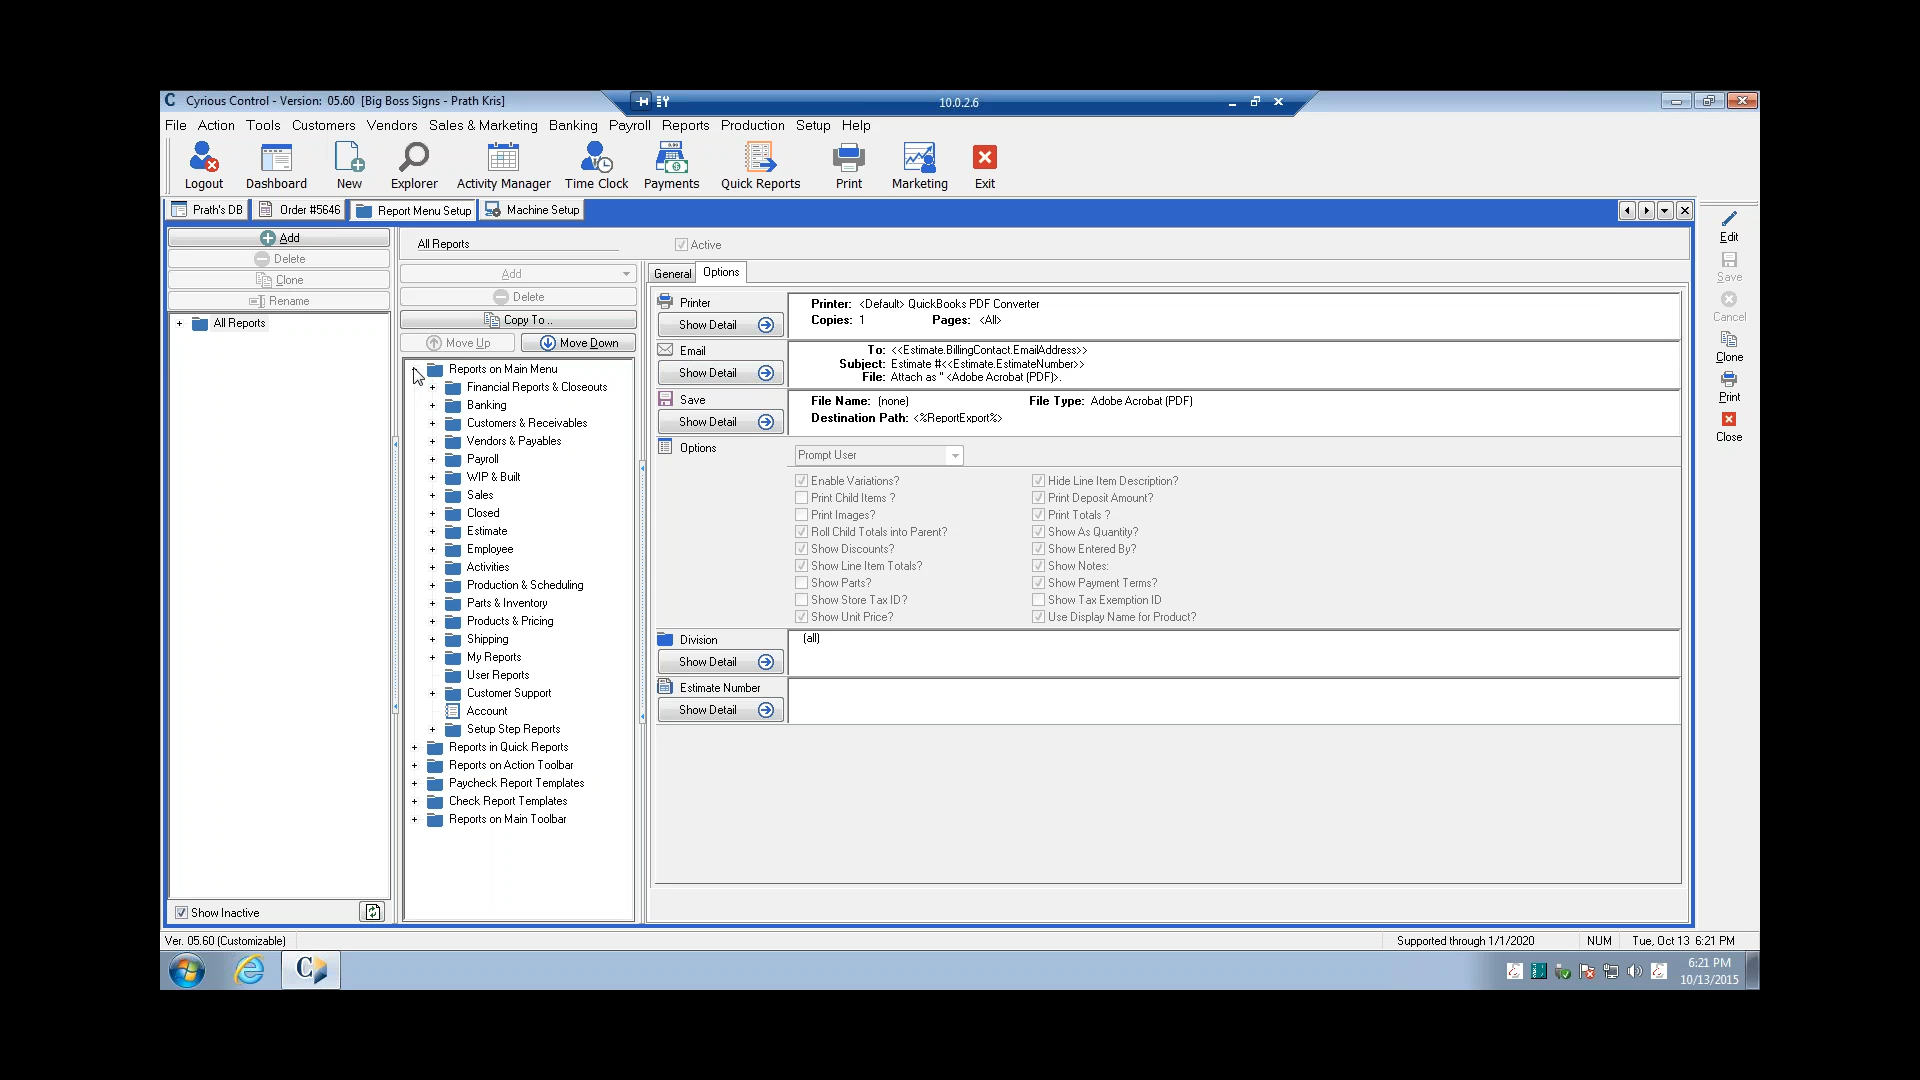 Cyrious Control - Version: 05.60 [Big Boss Signs - Prath Kris]
10.0.2.6
File Action Tools Customers Vendors Sales & Marketing Banking Payroll Reports Production Setup Help
Logout Dashboard New Explorer Activity Manager Time Clock Payments Quick Reports Print Marketing Exit
Prath's DB Order #5646 Report Menu Setup Machine Setup
Add
Delete
Clone
Rename
All Reports
Show Inactive
All Reports
Active
Add
Delete
Copy To ..
Move Up Move Down
Reports on Main Menu
Financial Reports & Closeouts
Banking
Customers & Receivables
Vendors & Payables
Payroll
WIP & Built
Sales
Closed
Estimate
Employee
Activities
Production & Scheduling
Parts & Inventory
Products & Pricing
Shipping
My Reports
User Reports
Customer Support
Account
Setup Step Reports
Reports in Quick Reports
Reports on Action Toolbar
Paycheck Report Templates
Check Report Templates
Reports on Main Toolbar
General Options
Printer
Show Detail
Printer: <Default> QuickBooks PDF Converter
Copies: 1 Pages: <All>
Email
Show Detail
To: <<Estimate.BillingContact.EmailAddress>>
Subject: Estimate #<<Estimate.EstimateNumber>>
File: Attach as '' <Adobe Acrobat (PDF)>.
Save
Show Detail
File Name: (none) File Type: Adobe Acrobat (PDF)
Destination Path: <%ReportExport%>
Options
Prompt User
Enable Variations? Hide Line Item Description?
Print Child Items ? Print Deposit Amount?
Print Images? Print Totals ?
Roll Child Totals into Parent? Show As Quantity?
Show Discounts? Show Entered By?
Show Line Item Totals? Show Notes:
Show Parts? Show Payment Terms?
Show Store Tax ID? Show Tax Exemption ID
Show Unit Price? Use Display Name for Product?
Division
Show Detail
(all)
Estimate Number
Show Detail
Edit
Save
Cancel
Clone
Print
Close
Ver. 05.60 (Customizable) Supported through 1/1/2020 NUM Tue, Oct 13 6:21 PM
6:21 PM
10/13/2015